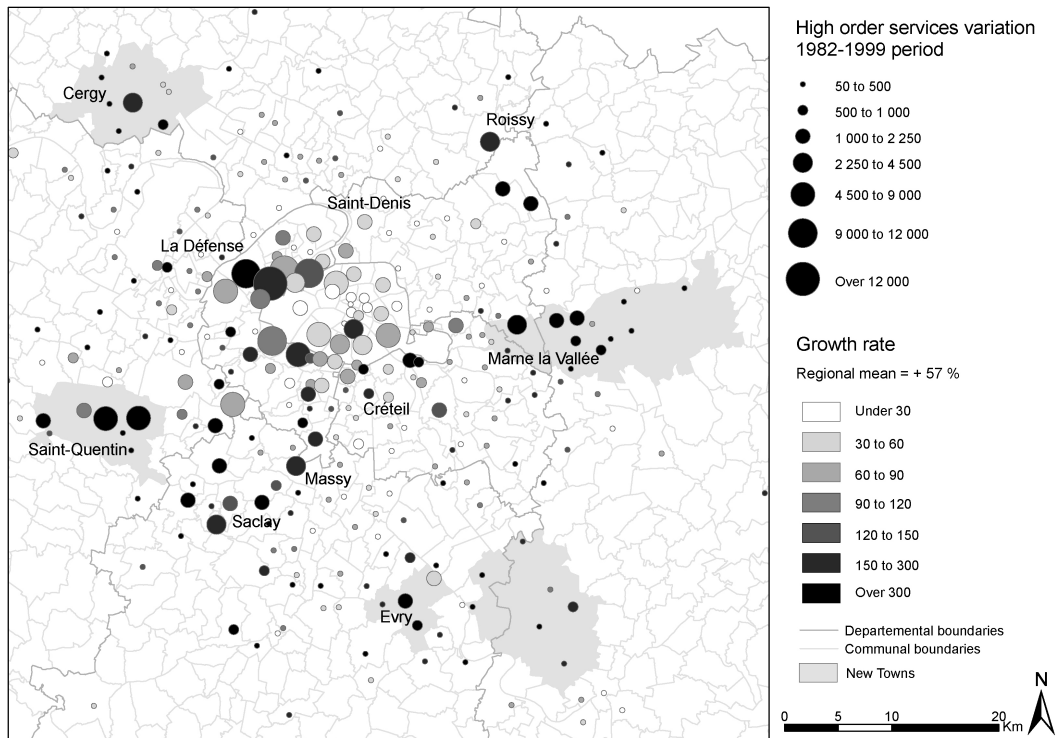 High order services variation
1982-1999 period
50 to 500
500 to 1 000
1 000 to 2 250
2 250 to 4 500
4 500 to 9 000
9 000 to 12 000
Over 12 000
Growth rate
Regional mean = + 57 %
Under 30
30 to 60
60 to 90
90 to 120
120 to 150
150 to 300
Over 300
Departemental boundaries
Communal boundaries
New Towns
N
0 5 10 20
Km
Cergy
Roissy
Saint-Denis
La Défense
Marne la Vallée
Créteil
Saint-Quentin
Massy
Saclay
Evry